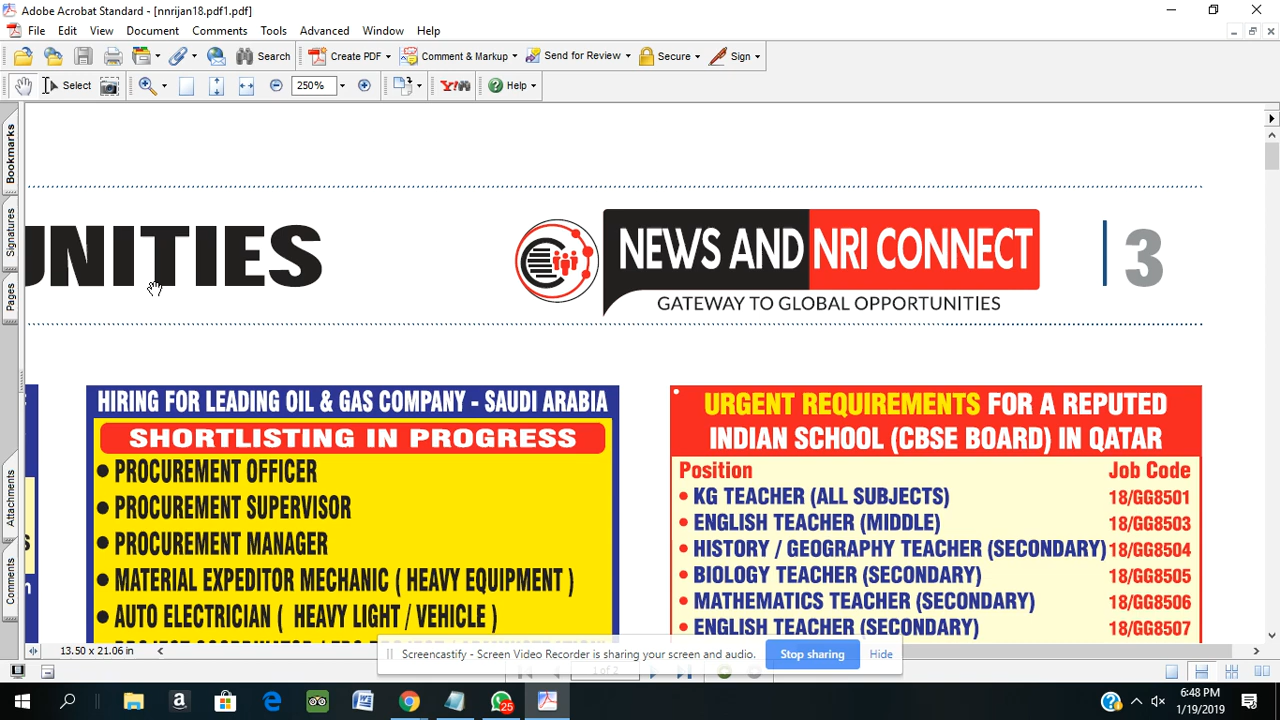 Adobe Acrobat Standard - [nnrijan18.pdf1.pdf]
File Edit View Document Comments Tools Advanced Window Help
Search Create PDF Comment & Markup Send for Review Secure Sign
Select 250% Y! Help
Bookmarks
Signatures
Pages
Attachments
Comments
UNITIES
NEWS AND NRI CONNECT
GATEWAY TO GLOBAL OPPORTUNITIES
3
HIRING FOR LEADING OIL & GAS COMPANY - SAUDI ARABIA
SHORTLISTING IN PROGRESS
• PROCUREMENT OFFICER
• PROCUREMENT SUPERVISOR
• PROCUREMENT MANAGER
• MATERIAL EXPEDITOR MECHANIC ( HEAVY EQUIPMENT )
• AUTO ELECTRICIAN ( HEAVY LIGHT / VEHICLE )
URGENT REQUIREMENTS FOR A REPUTED
INDIAN SCHOOL (CBSE BOARD) IN QATAR
Position Job Code
• KG TEACHER (ALL SUBJECTS) 18/GG8501
• ENGLISH TEACHER (MIDDLE) 18/GG8503
• HISTORY / GEOGRAPHY TEACHER (SECONDARY) 18/GG8504
• BIOLOGY TEACHER (SECONDARY) 18/GG8505
• MATHEMATICS TEACHER (SECONDARY) 18/GG8506
• ENGLISH TEACHER (SECONDARY) 18/GG8507
13.50 x 21.06 in
Screencastify - Screen Video Recorder is sharing your screen and audio. Stop sharing Hide
1 of 2
25
6:48 PM
1/19/2019